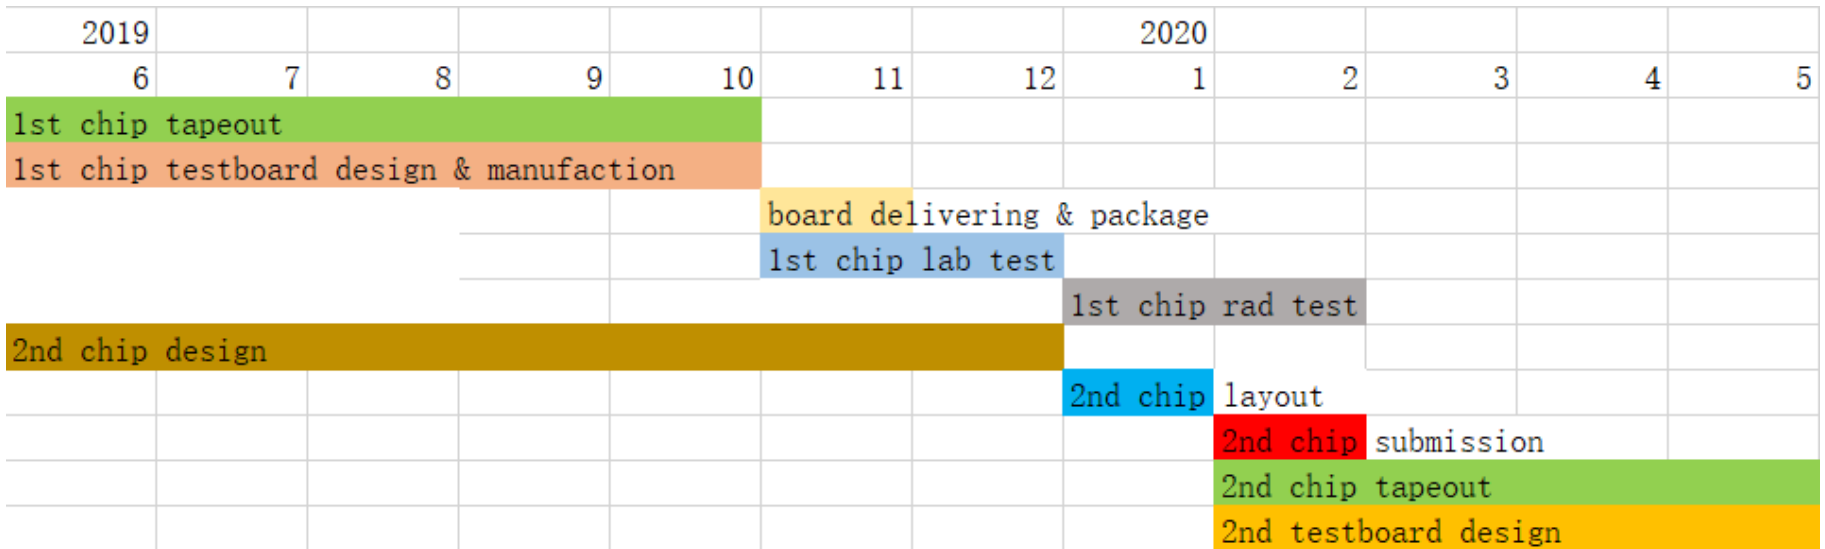 2019 2020
6 7 8 9 10 11 12 1 2 3 4 5
1st chip tapeout
1st chip testboard design & manufaction
board delivering & package
1st chip lab test
1st chip rad test
2nd chip design
2nd chip layout
2nd chip submission
2nd chip tapeout
2nd testboard design